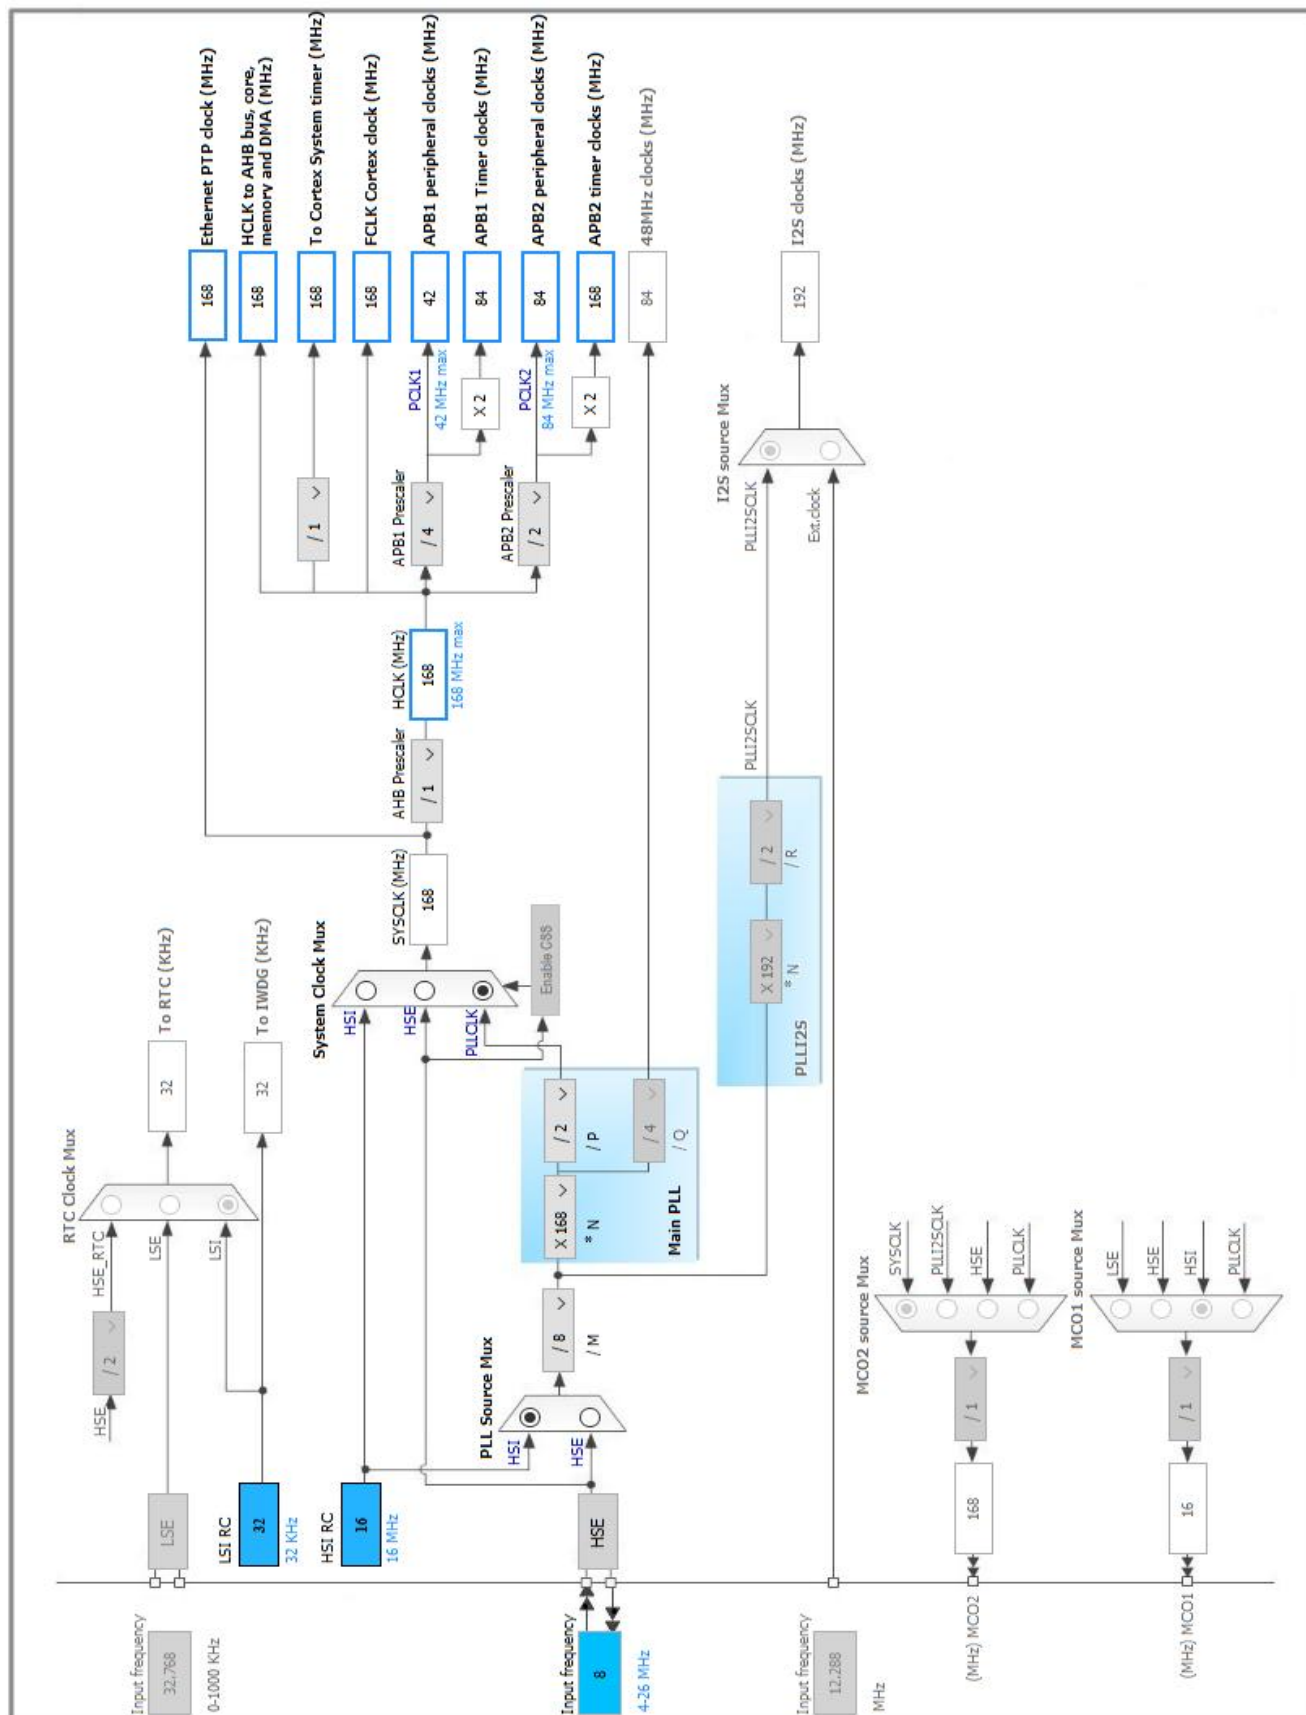 Input frequency
32.768
0-1000 KHz
LSE
HSE
/ 2
HSE_RTC
LSE
LSI
RTC Clock Mux
32
To RTC (KHz)
LSI RC
32
32 KHz
32
To IWDG (KHz)
HSI RC
16
16 MHz
Input frequency
8
4-26 MHz
HSE
PLL Source Mux
HSI
HSE
/ 8
/ M
X 168
* N
/ 2
/ P
/ 4
/ Q
Main PLL
System Clock Mux
HSI
HSE
PLLCLK
Enable CSS
SYSCLK (MHz)
168
AHB Prescaler
/ 1
HCLK (MHz)
168
168 MHz max
/ 1
APB1 Prescaler
/ 4
PCLK1
42 MHz max
X 2
APB2 Prescaler
/ 2
PCLK2
84 MHz max
X 2
168
Ethernet PTP clock (MHz)
168
HCLK to AHB bus, core,
memory and DMA (MHz)
168
To Cortex System timer (MHz)
168
FCLK Cortex clock (MHz)
42
APB1 peripheral clocks (MHz)
84
APB1 Timer clocks (MHz)
84
APB2 peripheral clocks (MHz)
168
APB2 timer clocks (MHz)
84
48MHz clocks (MHz)
X 192
* N
/ 2
/ R
PLLI2S
PLLI2SCLK
PLLI2SCLK
Ext.clock
I2S source Mux
192
I2S clocks (MHz)
Input frequency
12.288
MHz
MCO2 source Mux
SYSCLK
PLLI2SCLK
HSE
PLLCLK
/ 1
168
(MHz) MCO2
MCO1 source Mux
LSE
HSE
HSI
PLLCLK
/ 1
16
(MHz) MCO1